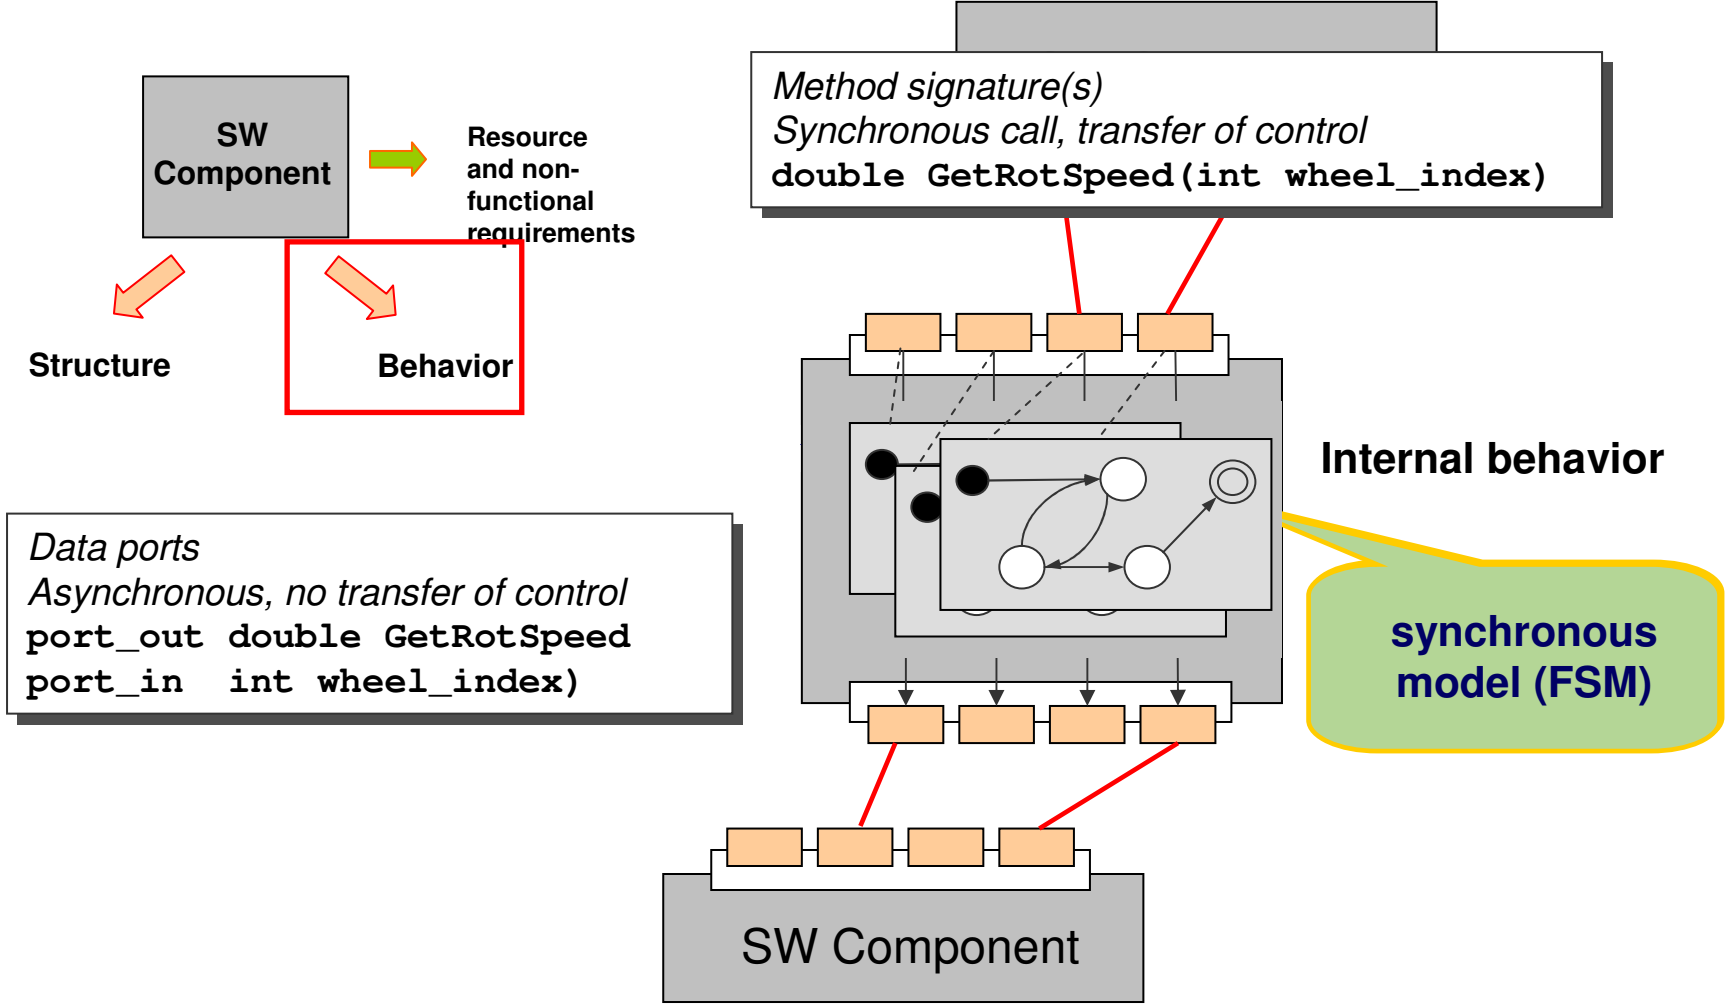 SW
Component
Resource
and non-
functional
requirements
Structure
Behavior
Method signature(s)
Synchronous call, transfer of control
double GetRotSpeed(int wheel_index)
Internal behavior
synchronous
model (FSM)
Data ports
Asynchronous, no transfer of control
port_out double GetRotSpeed
port_in  int wheel_index)
SW Component